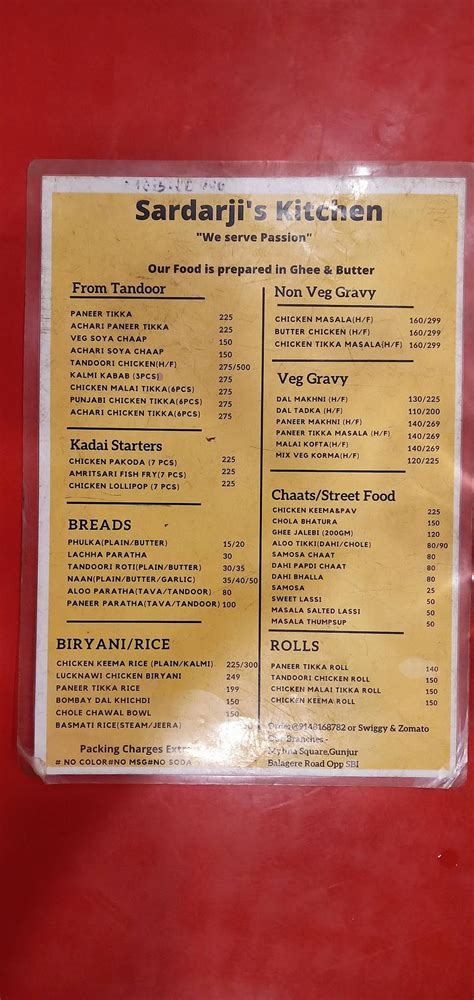 Sardarji's Kitchen
"We serve Passion"
Our Food is prepared in Ghee & Butter
From Tandoor
PANEER TIKKA 225
ACHARI PANEER TIKKA 225
VEG SOYA CHAAP 150
ACHARI SOYA CHAAP 150
TANDOORI CHICKEN(H/F) 275/500
KALMI KABAB (3PCS) 275
CHICKEN MALAI TIKKA(6PCS) 275
PUNJABI CHICKEN TIKKA(6PCS) 275
ACHARI CHICKEN TIKKA(6PCS) 275
Kadai Starters
CHICKEN PAKODA (7 PCS) 225
AMRITSARI FISH FRY(7 PCS) 225
CHICKEN LOLLIPOP (7 PCS) 225
BREADS
PHULKA(PLAIN/BUTTER) 15/20
LACHHA PARATHA 30
TANDOORI ROTI(PLAIN/BUTTER) 30/35
NAAN(PLAIN/BUTTER/GARLIC) 35/40/50
ALOO PARATHA(TAVA/TANDOOR) 80
PANEER PARATHA(TAVA/TANDOOR) 100
BIRYANI/RICE
CHICKEN KEEMA RICE (PLAIN/KALMI) 225/300
LUCKNAWI CHICKEN BIRYANI 249
PANEER TIKKA RICE 199
BOMBAY DAL KHICHDI 150
CHOLE CHAWAL BOWL 150
BASMATI RICE(STEAM/JEERA)
Packing Charges Extra
# NO COLOR#NO MSG#NO SODA
Non Veg Gravy
CHICKEN MASALA(H/F) 160/299
BUTTER CHICKEN (H/F) 160/299
CHICKEN TIKKA MASALA(H/F) 160/299
Veg Gravy
DAL MAKHNI (H/F) 130/225
DAL TADKA (H/F) 110/200
PANEER MAKHNI (H/F) 140/269
PANEER TIKKA MASALA (H/F) 140/269
MALAI KOFTA(H/F) 140/269
MIX VEG KORMA(H/F) 120/225
Chaats/Street Food
CHICKEN KEEMA&PAV 225
CHOLA BHATURA 150
GHEE JALEBI (200GM) 120
ALOO TIKKI(DAHI/CHOLE) 80/90
SAMOSA CHAAT 80
DAHI PAPDI CHAAT 80
DAHI BHALLA 80
SAMOSA 25
SWEET LASSI 50
MASALA SALTED LASSI 50
MASALA THUMPSUP 50
ROLLS
PANEER TIKKA ROLL 140
TANDOORI CHICKEN ROLL 150
CHICKEN MALAI TIKKA ROLL 150
CHICKEN KEEMA ROLL 150
Order@9148168782 or Swiggy & Zomato
Branches-
Square,Gunjur
Balagere Road Opp SBI